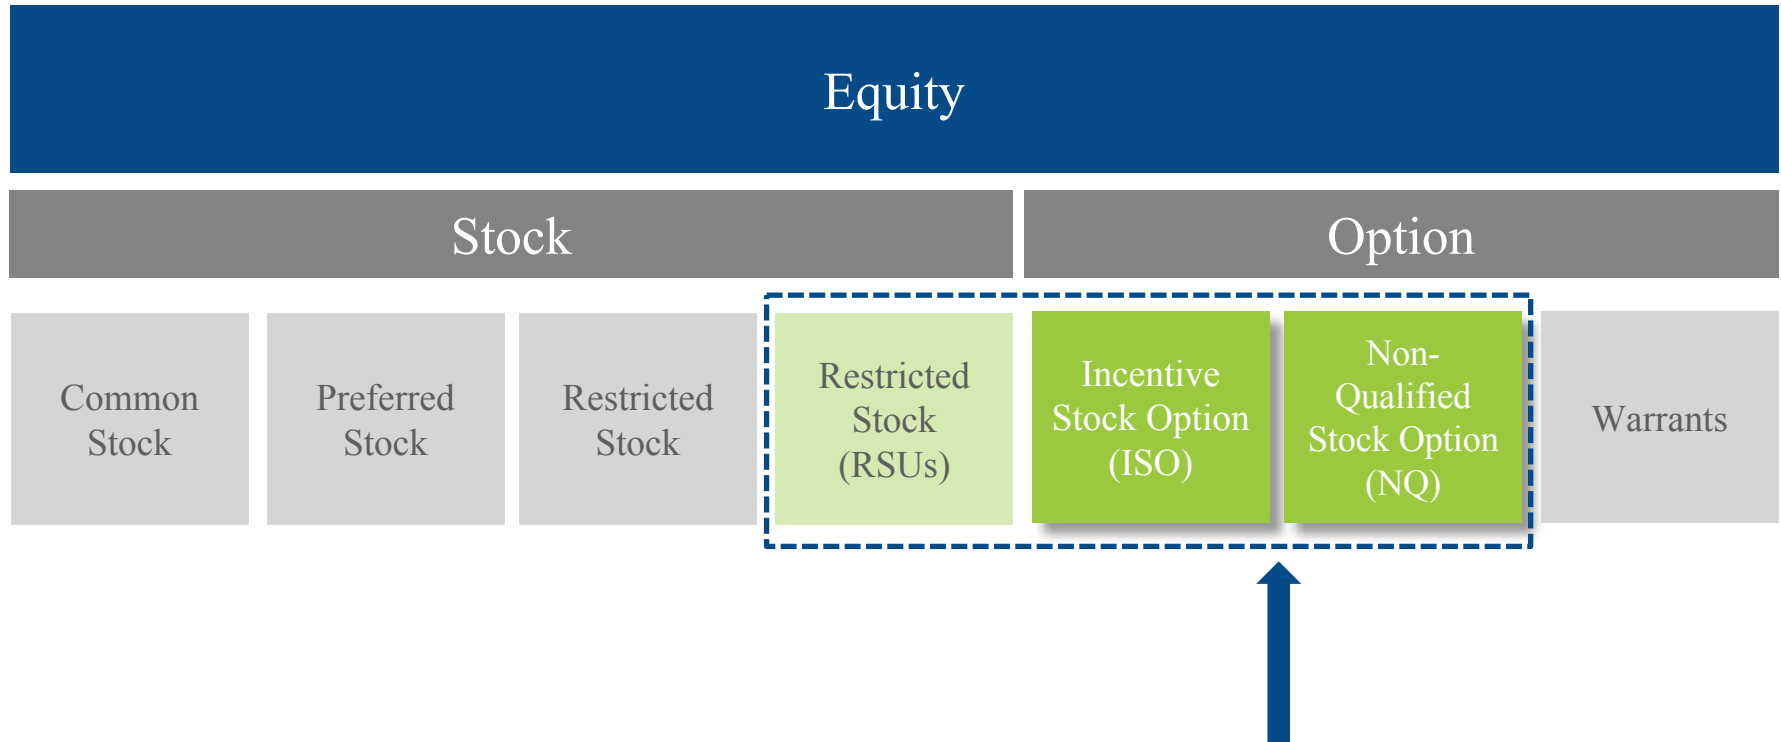 Equity
Stock
Option
Common
Stock
Preferred
Stock
Restricted
Stock
Restricted
Stock
(RSUs)
Incentive
Stock Option
(ISO)
Non-
Qualified
Stock Option
(NQ)
Warrants